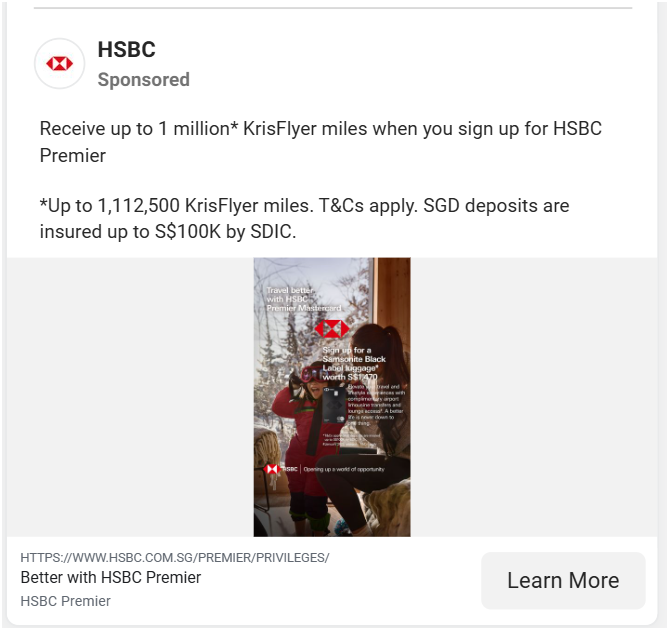 HSBC
Sponsored
Receive up to 1 million* KrisFlyer miles when you sign up for HSBC
Premier
*Up to 1,112,500 KrisFlyer miles. T&Cs apply. SGD deposits are
insured up to S$100K by SDIC.
Travel better
with HSBC
Premier Mastercard
Sign up for a
Samsonite Black
Label luggage*
worth S$1,470
Elevate your travel and
lifestyle experiences with
complimentary airport
limousine transfers and
lounge access*. A better
life is never down to
one thing.
HSBC | Opening up a world of opportunity
HTTPS://WWW.HSBC.COM.SG/PREMIER/PRIVILEGES/
Better with HSBC Premier
HSBC Premier
Learn More